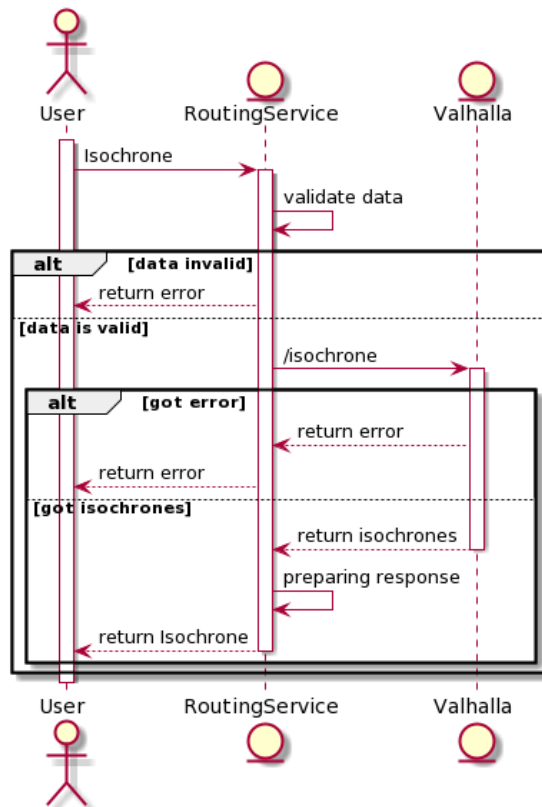 User RoutingService Valhalla
Isochrone
validate data
alt [data invalid]
return error
[data is valid]
/isochrone
alt [got error]
return error
return error
[got isochrones]
return isochrones
preparing response
return Isochrone
User RoutingService Valhalla